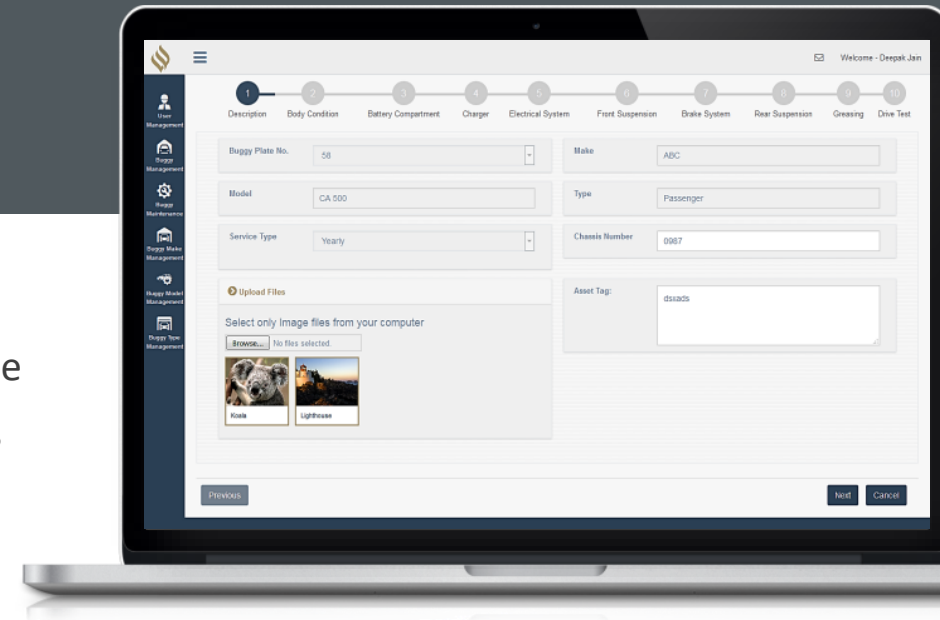 Welcome - Deepak Jain
1 2 3 4 5 6 7 8 9 10
Description Body Condition Battery Compartment Charger Electrical System Front Suspension Brake System Rear Suspension Greasing Drive Test
User
Management
Buggy
Management
Buggy
Maintenance
Buggy Make
Management
Buggy Model
Management
Buggy Type
Management
Buggy Plate No. 58 Make ABC
Model CA 500 Type Passenger
Service Type Yearly Chassis Number 0987
Upload Files Asset Tag:
Select only Image files from your computer
Browse... No files selected.
Koala Lighthouse
Previous Next Cancel
e